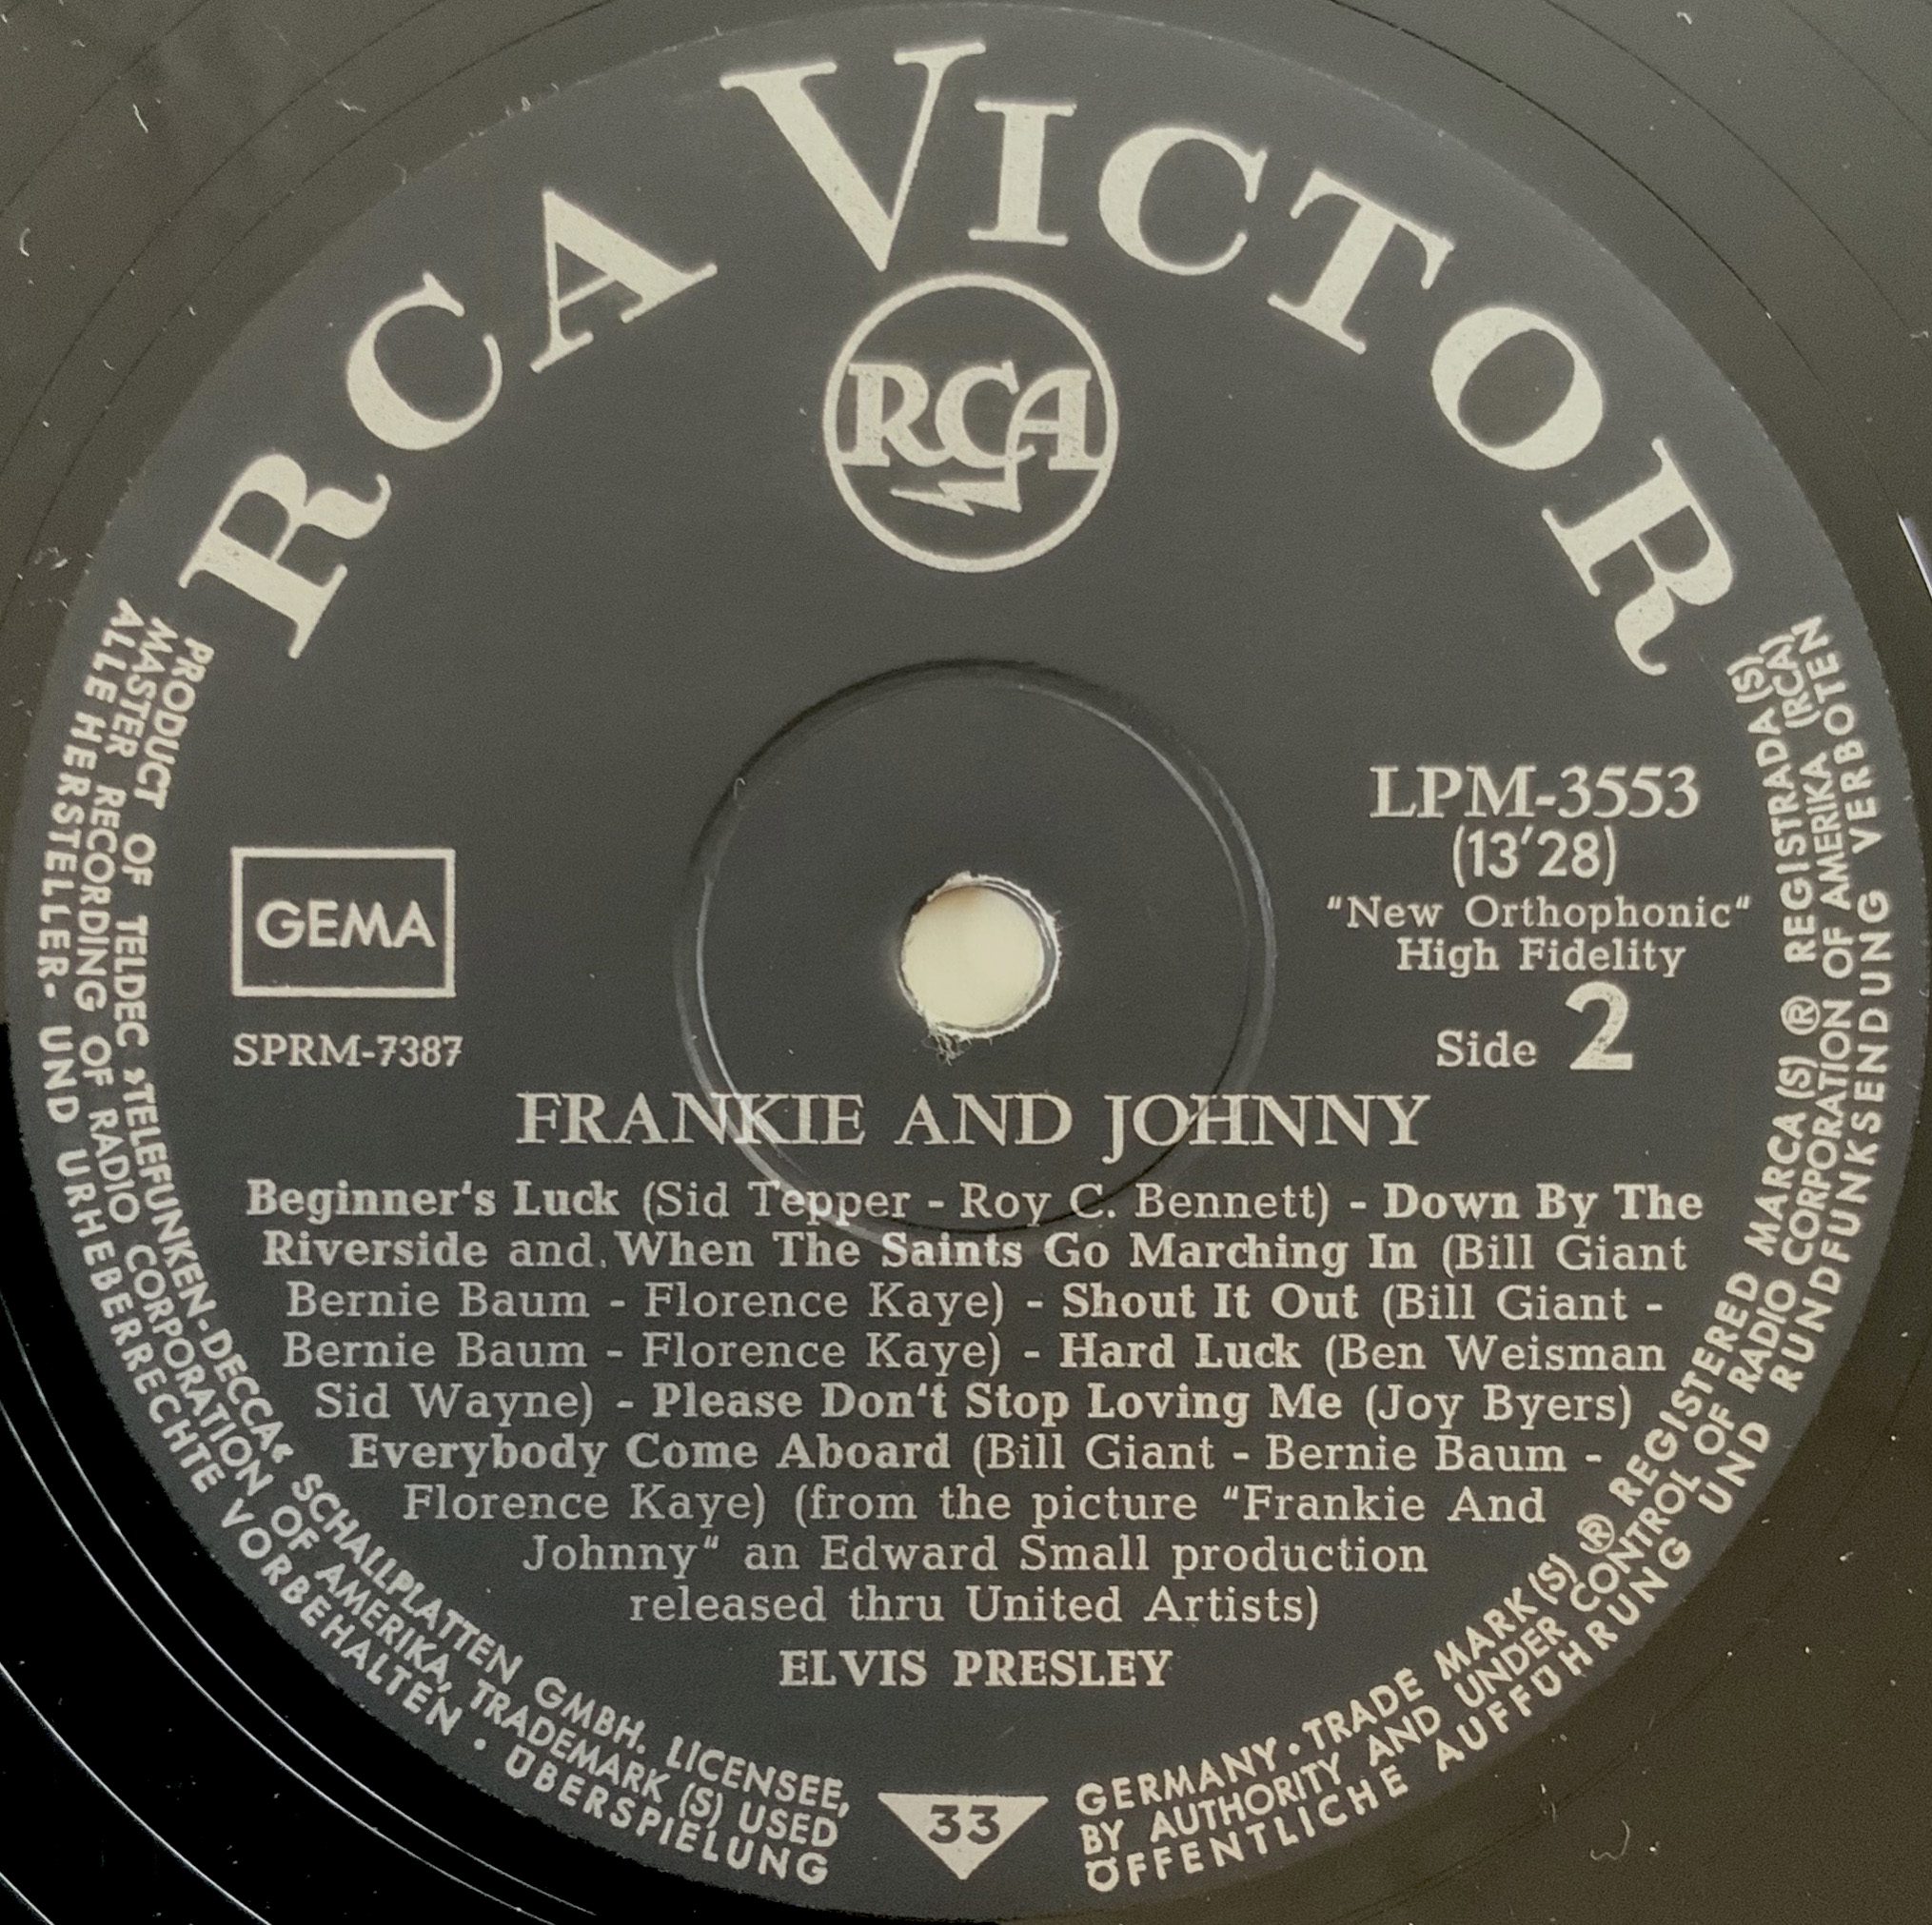 RCA VICTOR
RCA
LPM-3553
(13'28)
"New Orthophonic"
High Fidelity
Side 2
GEMA
SPRM-7387
FRANKIE AND JOHNNY
Beginner's Luck (Sid Tepper - Roy C. Bennett) - Down By The
Riverside and When The Saints Go Marching In (Bill Giant
Bernie Baum - Florence Kaye) - Shout It Out (Bill Giant -
Bernie Baum - Florence Kaye) - Hard Luck (Ben Weisman
Sid Wayne) - Please Don't Stop Loving Me (Joy Byers)
Everybody Come Aboard (Bill Giant - Bernie Baum -
Florence Kaye) (from the picture "Frankie And
Johnny" an Edward Small production
released thru United Artists)
ELVIS PRESLEY
33
PRODUCT OF TELDEC »TELEFUNKEN-DECCA« SCHALLPLATTEN GMBH. LICENSEE, GERMANY • TRADE MARK (S) ® REGISTERED MARCA (S) ® REGISTRADA (S)
MASTER RECORDING OF RADIO CORPORATION OF AMERIKA, TRADEMARK (S) USED BY AUTHORITY AND UNDER CONTROL OF RADIO CORPORATION OF AMERIKA (RCA)
ALLE HERSTELLER- UND URHEBERRECHTE VORBEHALTEN • ÜBERSPIELUNG ÖFFENTLICHE AUFFÜHRUNG UND RUNDFUNKSENDUNG VERBOTEN